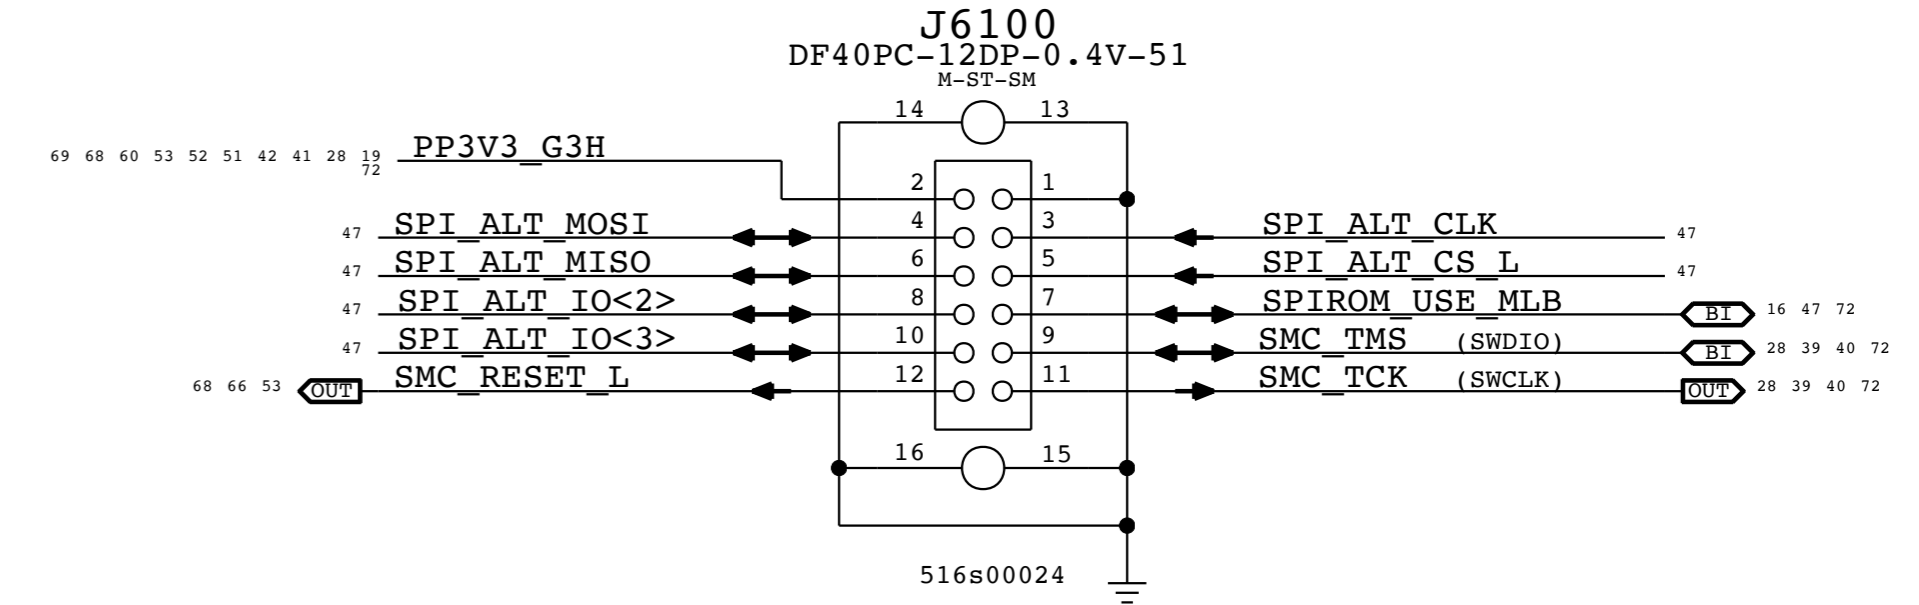 J6100
DF40PC-12DP-0.4V-51
M-ST-SM
14 13
69 68 60 53 52 51 42 41 28 19 PP3V3_G3H
72
2 1
47 SPI_ALT_MOSI 4 3 SPI_ALT_CLK 47
47 SPI_ALT_MISO 6 5 SPI_ALT_CS_L 47
47 SPI_ALT_IO<2> 8 7 SPIROM_USE_MLB BI 16 47 72
47 SPI_ALT_IO<3> 10 9 SMC_TMS (SWDIO) BI 28 39 40 72
68 66 53 OUT SMC_RESET_L 12 11 SMC_TCK (SWCLK) OUT 28 39 40 72
16 15
516s00024